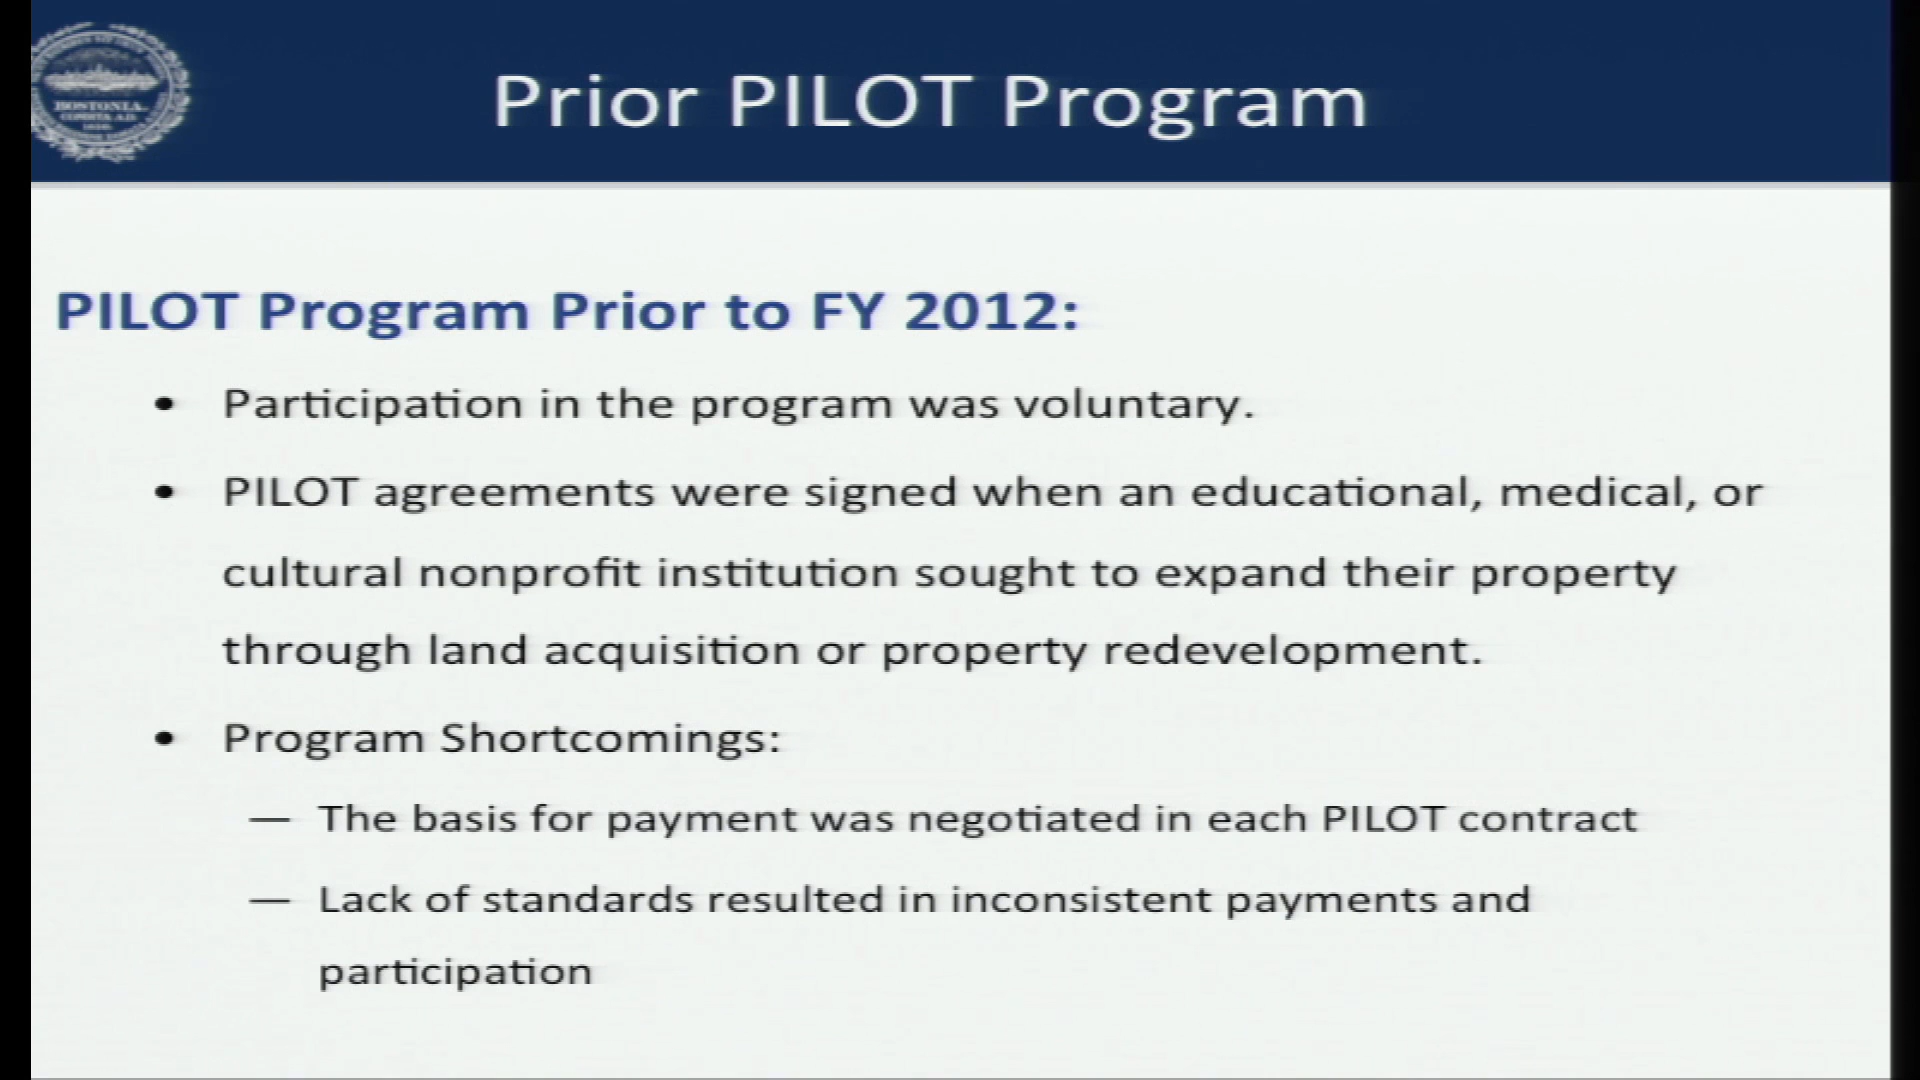 BOSTONIA.
CONDITA A.D.
1630.
Prior PILOT Program
PILOT Program Prior to FY 2012:
• Participation in the program was voluntary.
• PILOT agreements were signed when an educational, medical, or
cultural nonprofit institution sought to expand their property
through land acquisition or property redevelopment.
• Program Shortcomings:
— The basis for payment was negotiated in each PILOT contract
— Lack of standards resulted in inconsistent payments and
participation